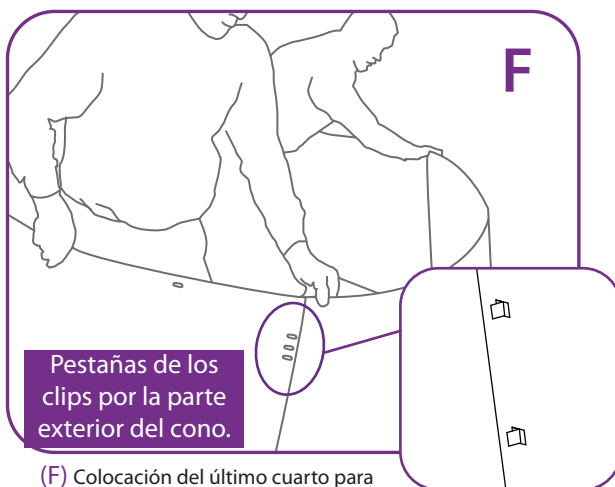 F
Pestañas de los
clips por la parte
exterior del cono.
(F) Colocación del último cuarto para